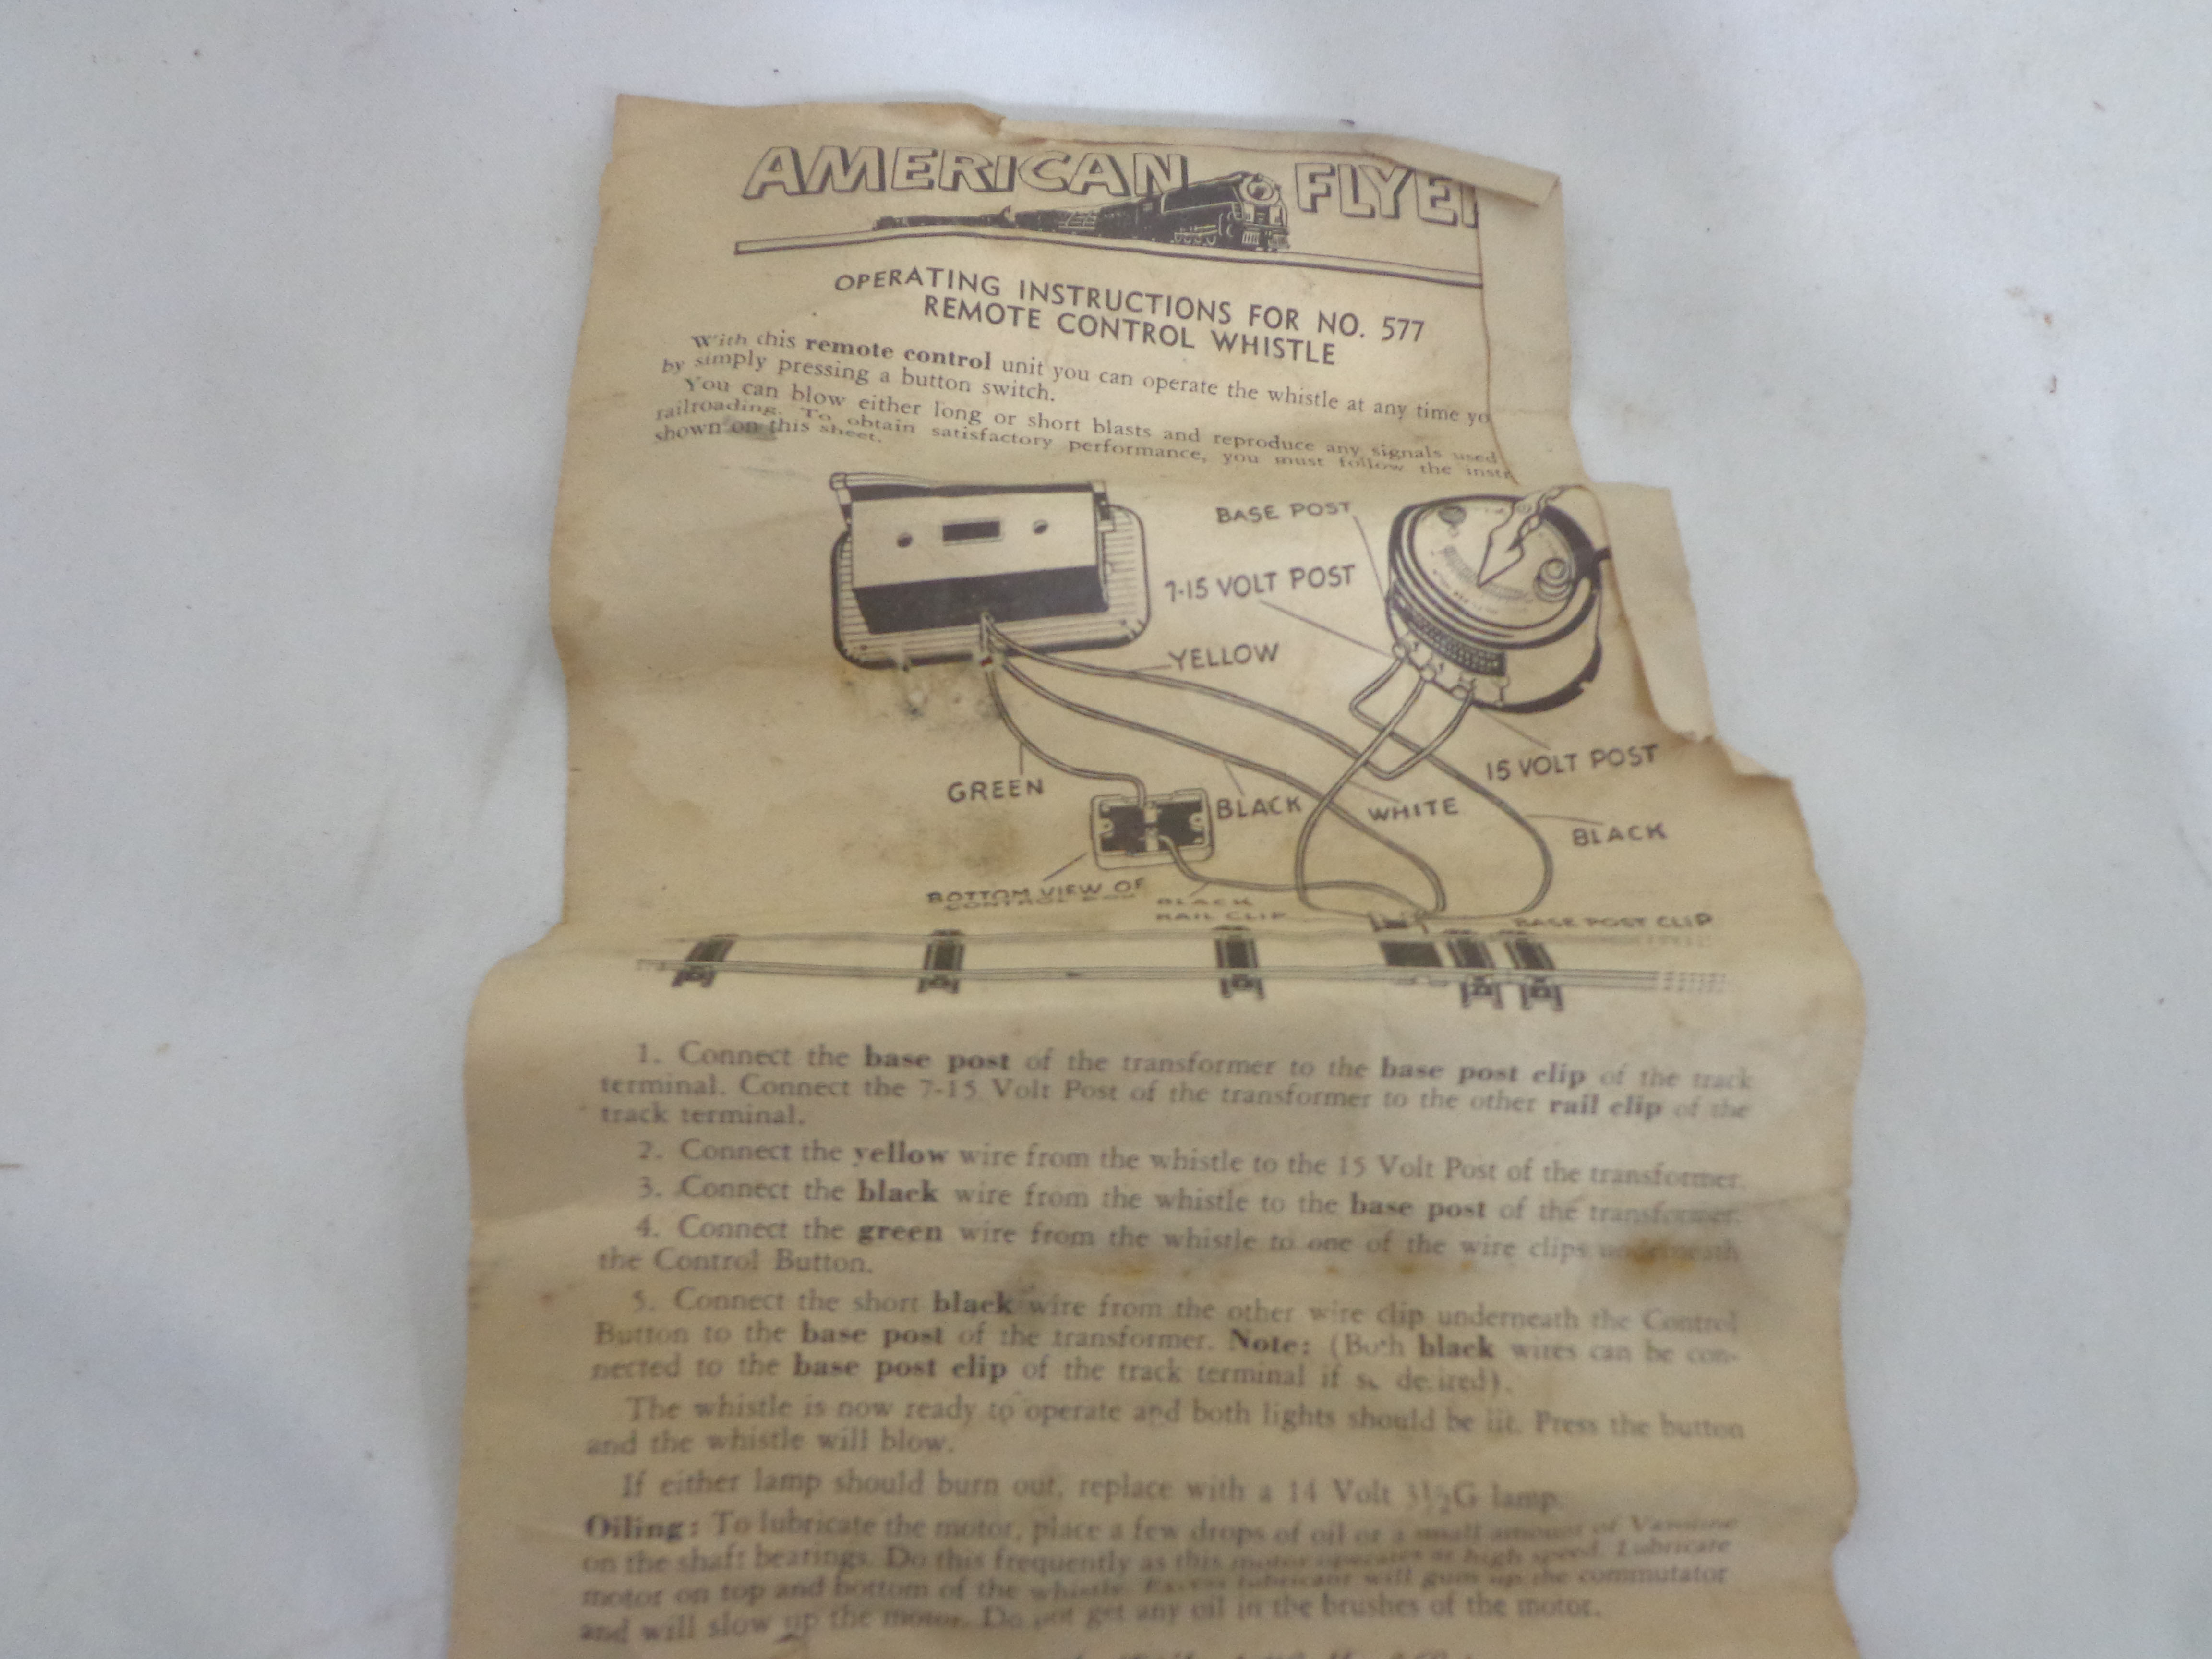 AMERICAN FLYE
OPERATING INSTRUCTIONS FOR NO. 577
REMOTE CONTROL WHISTLE
With this remote control unit you can operate the whistle at any time yo
by simply pressing a button switch.
You can blow either long or short blasts and reproduce any signals used
railroading. To obtain satisfactory performance, you must follow the instr
shown on this sheet.
BASE POST
7-15 VOLT POST
YELLOW
15 VOLT POST
GREEN
BLACK
WHITE
BLACK
BOTTOM VIEW OF
CONTROL BOX
BLACK
RAIL CLIP
BASE POST CLIP
1. Connect the base post of the transformer to the base post clip of the track
terminal. Connect the 7-15 Volt Post of the transformer to the other rail clip of the
track terminal.
2. Connect the yellow wire from the whistle to the 15 Volt Post of the transformer.
3. Connect the black wire from the whistle to the base post of the transformer.
4. Connect the green wire from the whistle to one of the wire clips underneath
the Control Button.
5. Connect the short black wire from the other wire clip underneath the Control
Button to the base post of the transformer. Note: (Both black wires can be con-
nected to the base post clip of the track terminal if so desired).
The whistle is now ready to operate and both lights should be lit. Press the button
and the whistle will blow.
If either lamp should burn out, replace with a 14 Volt 3½G lamp.
Oiling: To lubricate the motor, place a few drops of oil or a small amount of Vaseline
on the shaft bearings. Do this frequently as this motor operates at high speed. Lubricate
motor on top and bottom of the whistle. Excess lubricant will gum up the commutator
and will slow up the motor. Do not get any oil in the brushes of the motor.